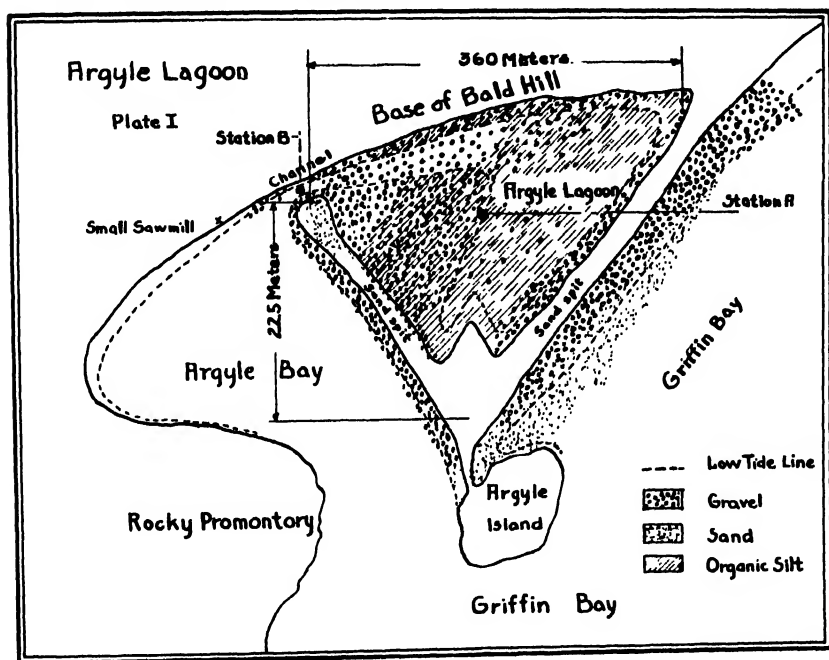 Argyle Lagoon
Plate I
360 Meters.
Base of Bald Hill
Station B
Channel
Small Sawmill x
Argyle Lagoon
Station A
225 Meters
Sand spit
Sand spit
Argyle Bay
Griffin Bay
Rocky Promontory
Argyle
Island
Griffin Bay
Low Tide Line
Gravel
Sand
Organic Silt